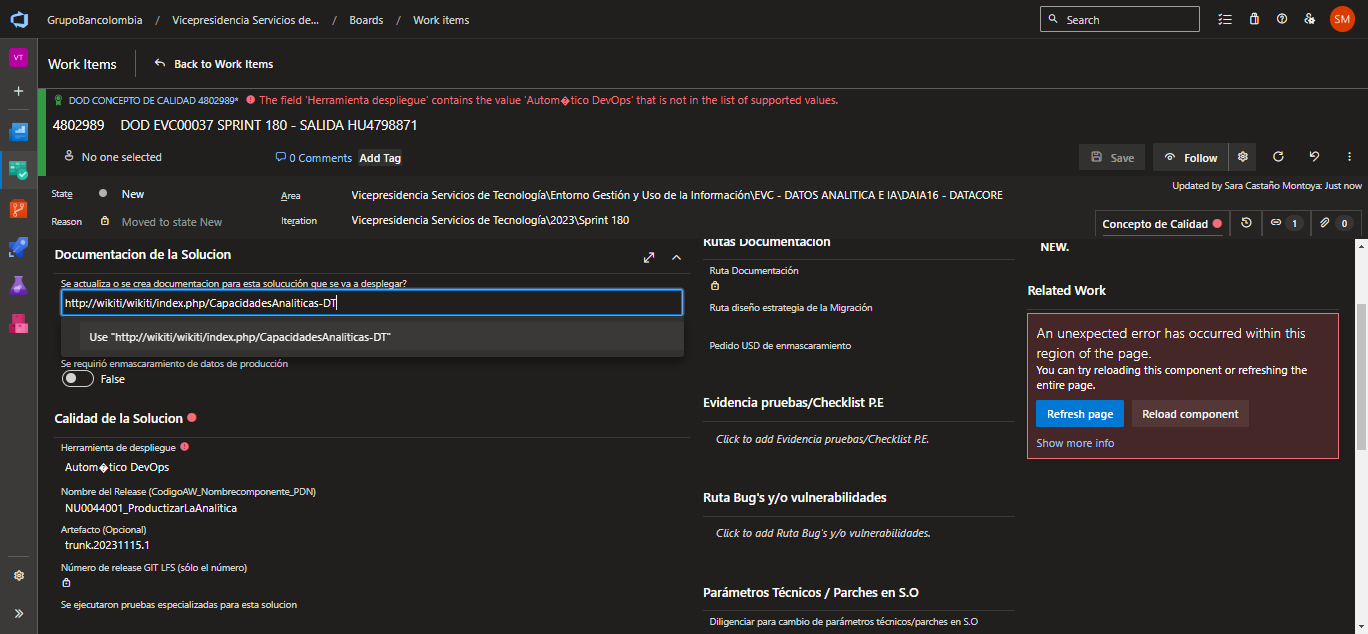 GrupoBancolombia / Vicepresidencia Servicios de... / Boards / Work items
Search
SM
VT
Work Items
Back to Work Items
DOD CONCEPTO DE CALIDAD 4802989* The field 'Herramienta despliegue' contains the value 'Autom�tico DevOps' that is not in the list of supported values.
4802989 DOD EVC00037 SPRINT 180 - SALIDA HU4798871
No one selected
0 Comments
Add Tag
Save
Follow
State New
Area Vicepresidencia Servicios de Tecnología\Entorno Gestión y Uso de la Información\EVC - DATOS ANALITICA E IA\DAIA16 - DATACORE
Updated by Sara Castaño Montoya: Just now
Reason Moved to state New
Iteration Vicepresidencia Servicios de Tecnología\2023\Sprint 180
Concepto de Calidad
1
0
Documentacion de la Solucion
Se actualiza o se crea documentacion para esta solucución que se va a desplegar?
http://wikiti/wikiti/index.php/CapacidadesAnaliticas-DT
Use "http://wikiti/wikiti/index.php/CapacidadesAnaliticas-DT"
Se requirió enmascaramiento de datos de producción
False
Calidad de la Solucion
Herramienta de despliegue
Autom�tico DevOps
Nombre del Release (CodigoAW_Nombrecomponente_PDN)
NU0044001_ProductizarLaAnalitica
Artefacto (Opcional)
trunk.20231115.1
Número de release GIT LFS (sólo el número)
Se ejecutaron pruebas especializadas para esta solucion
Rutas Documentacion
Ruta Documentación
Ruta diseño estrategia de la Migración
Pedido USD de enmascaramiento
Evidencia pruebas/Checklist P.E
Click to add Evidencia pruebas/Checklist P.E.
Ruta Bug's y/o vulnerabilidades
Click to add Ruta Bug's y/o vulnerabilidades.
Parámetros Técnicos / Parches en S.O
Diligenciar para cambio de parámetros técnicos/parches en S.O
NEW.
Related Work
An unexpected error has occurred within this
region of the page.
You can try reloading this component or refreshing the
entire page.
Refresh page
Reload component
Show more info